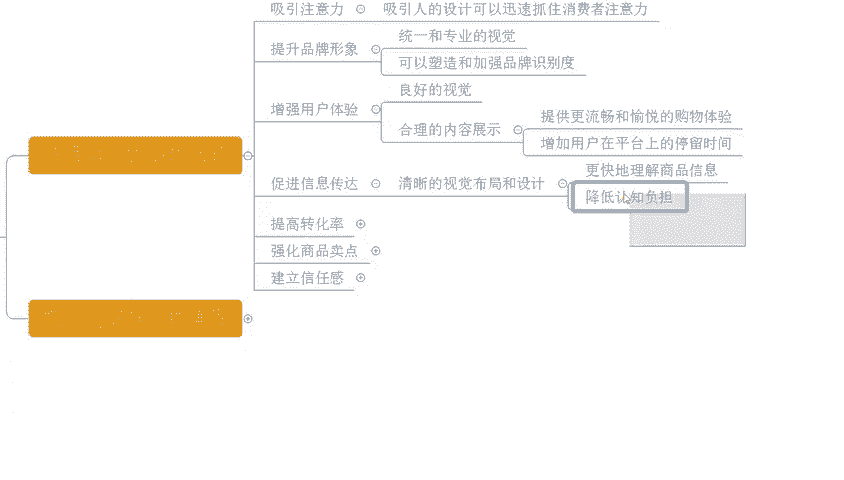 吸引注意力
吸引人的设计可以迅速抓住消费者注意力
提升品牌形象
统一和专业的视觉
可以塑造和加强品牌识别度
增强用户体验
良好的视觉
合理的内容展示
提供更流畅和愉悦的购物体验
增加用户在平台上的停留时间
促进信息传达
清晰的视觉布局和设计
更快地理解商品信息
降低认知负担
提高转化率
强化商品卖点
建立信任感